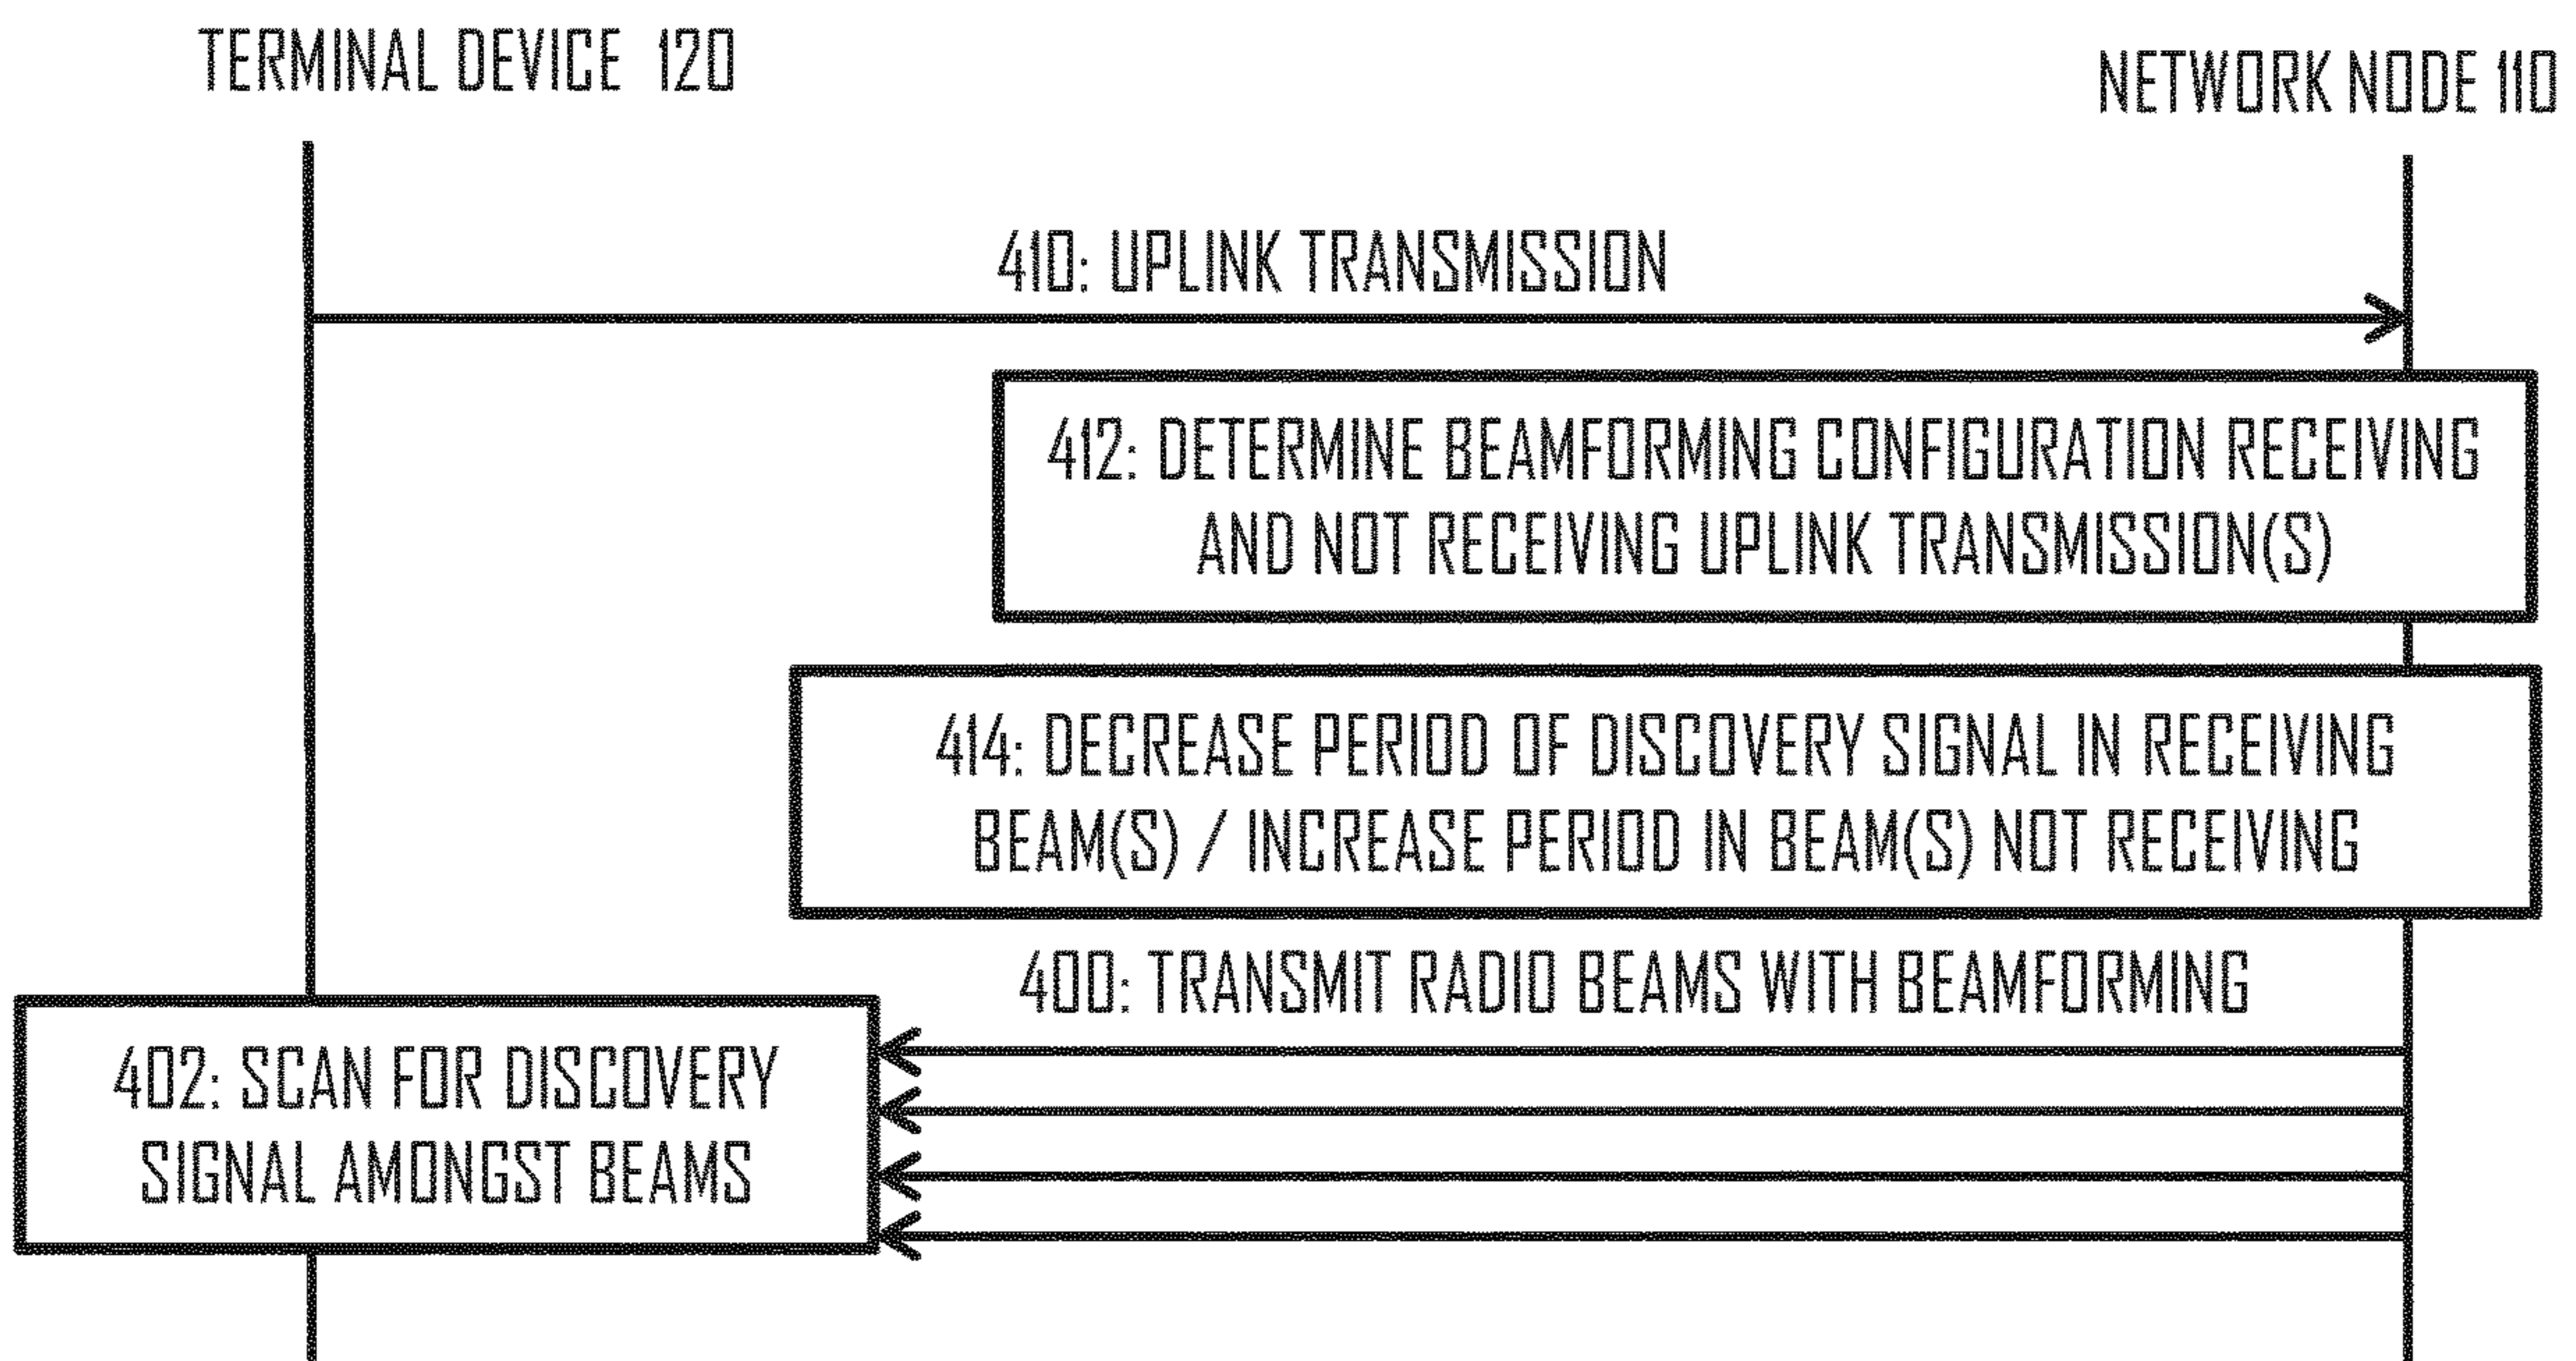 TERMINAL DEVICE 120
NETWORK NODE 110
410: UPLINK TRANSMISSION
412: DETERMINE BEAMFORMING CONFIGURATION RECEIVING
AND NOT RECEIVING UPLINK TRANSMISSION(S)
414: DECREASE PERIOD OF DISCOVERY SIGNAL IN RECEIVING
BEAM(S) / INCREASE PERIOD IN BEAM(S) NOT RECEIVING
400: TRANSMIT RADIO BEAMS WITH BEAMFORMING
402: SCAN FOR DISCOVERY
SIGNAL AMONGST BEAMS